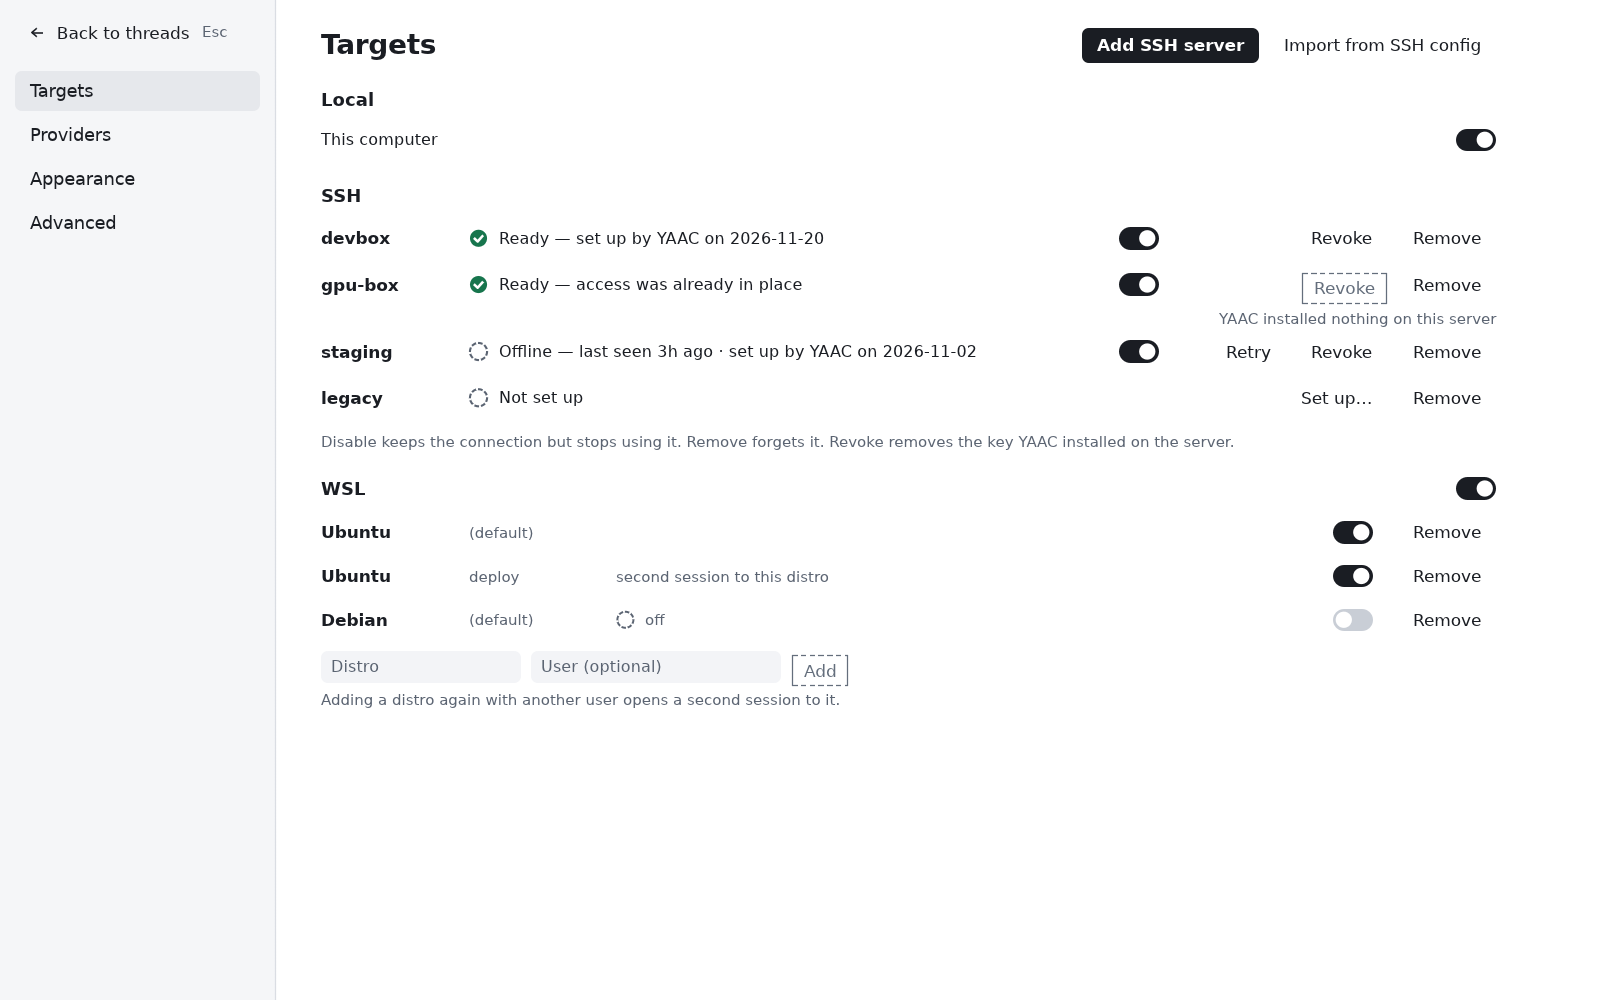 ← Back to threads Esc
Targets
Providers
Appearance
Advanced
Targets
Add SSH server
Import from SSH config
Local
This computer
SSH
devbox Ready — set up by YAAC on 2026-11-20 Revoke Remove
gpu-box Ready — access was already in place Revoke Remove
YAAC installed nothing on this server
staging Offline — last seen 3h ago · set up by YAAC on 2026-11-02 Retry Revoke Remove
legacy Not set up Set up... Remove
Disable keeps the connection but stops using it. Remove forgets it. Revoke removes the key YAAC installed on the server.
WSL
Ubuntu (default) Remove
Ubuntu deploy second session to this distro Remove
Debian (default) off Remove
Distro User (optional) Add
Adding a distro again with another user opens a second session to it.